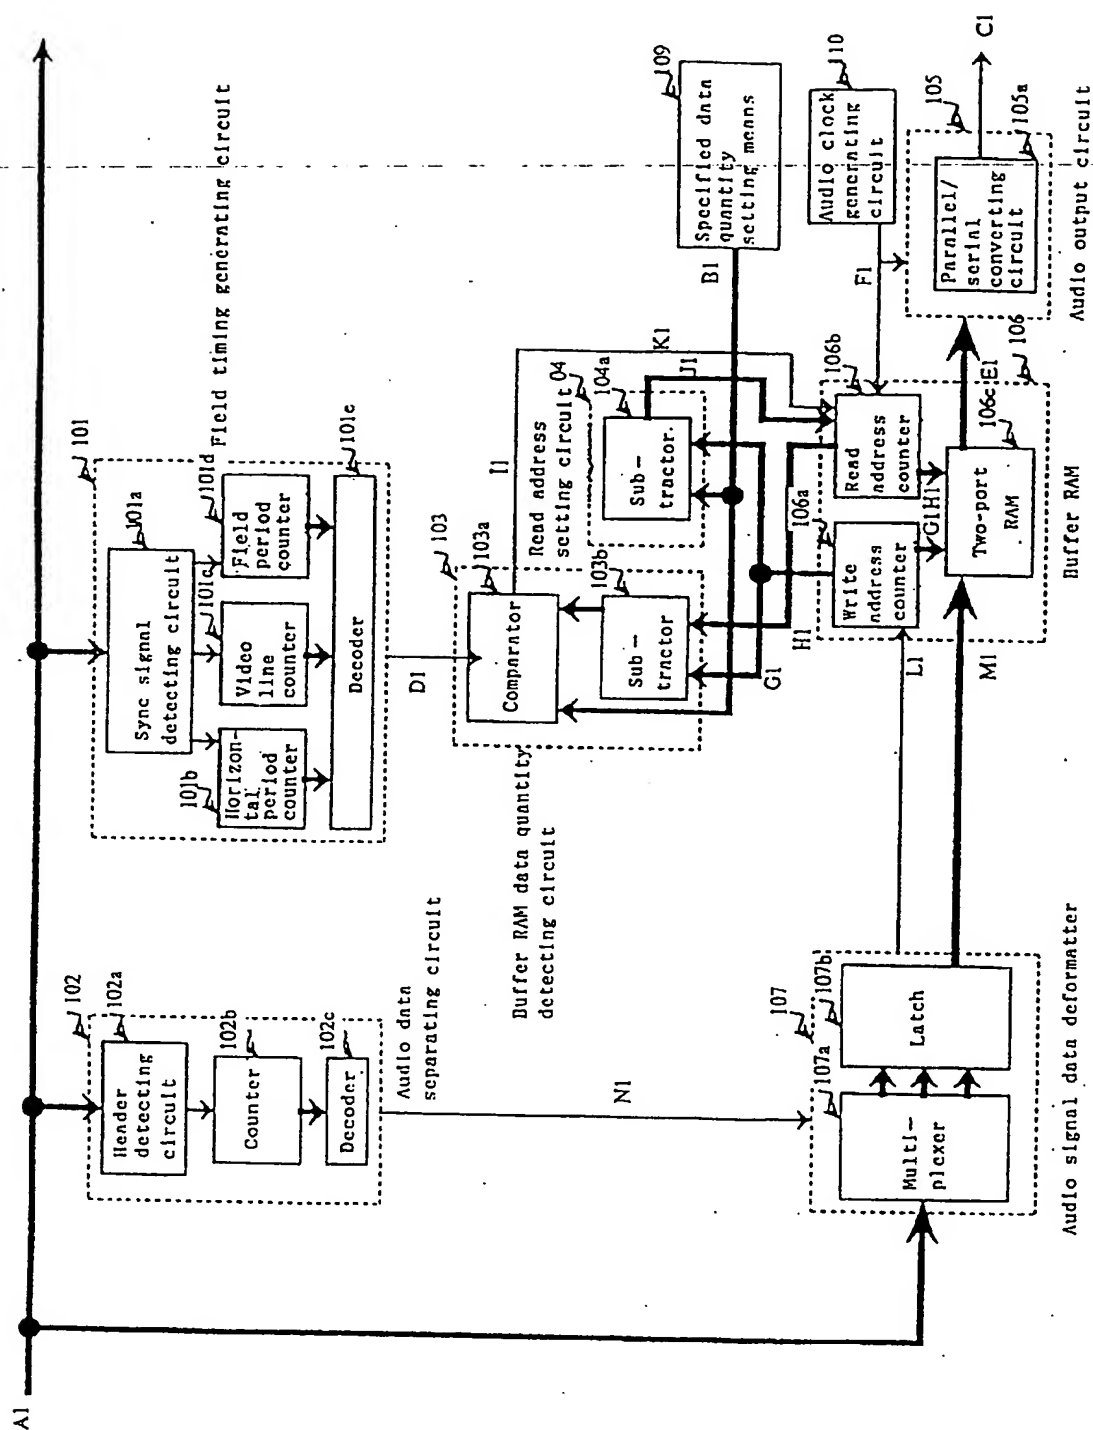 A1
102
102a
Header
detecting
circuit
102b
Counter
102c
Decoder
Audio data
separating circuit
N1
101
101a
Sync signal
detecting circuit
101b
Horizon-
tal
period
counter
101c
Video
line
counter
101d
Field
period
counter
101e
Decoder
Field timing generating circuit
D1
103
103a
Comparator
103b
Sub-
tractor
Buffer RAM data quantity
detecting circuit
I1
Read address
setting circuit
04
104a
Sub-
tractor
K1
J1
B1
109
Specified data
quantity
setting means
G1
H1
F1
110
Audio clock
generating
circuit
107
107a
Multi-
plexer
107b
Latch
Audio signal data deformatter
L1
M1
106a
Write
address
counter
106b
Read
address
counter
G1
H1
106c
Two-port
RAM
E1
106
Buffer RAM
105
105a
Parallel/
serial
converting
circuit
Audio output circuit
C1